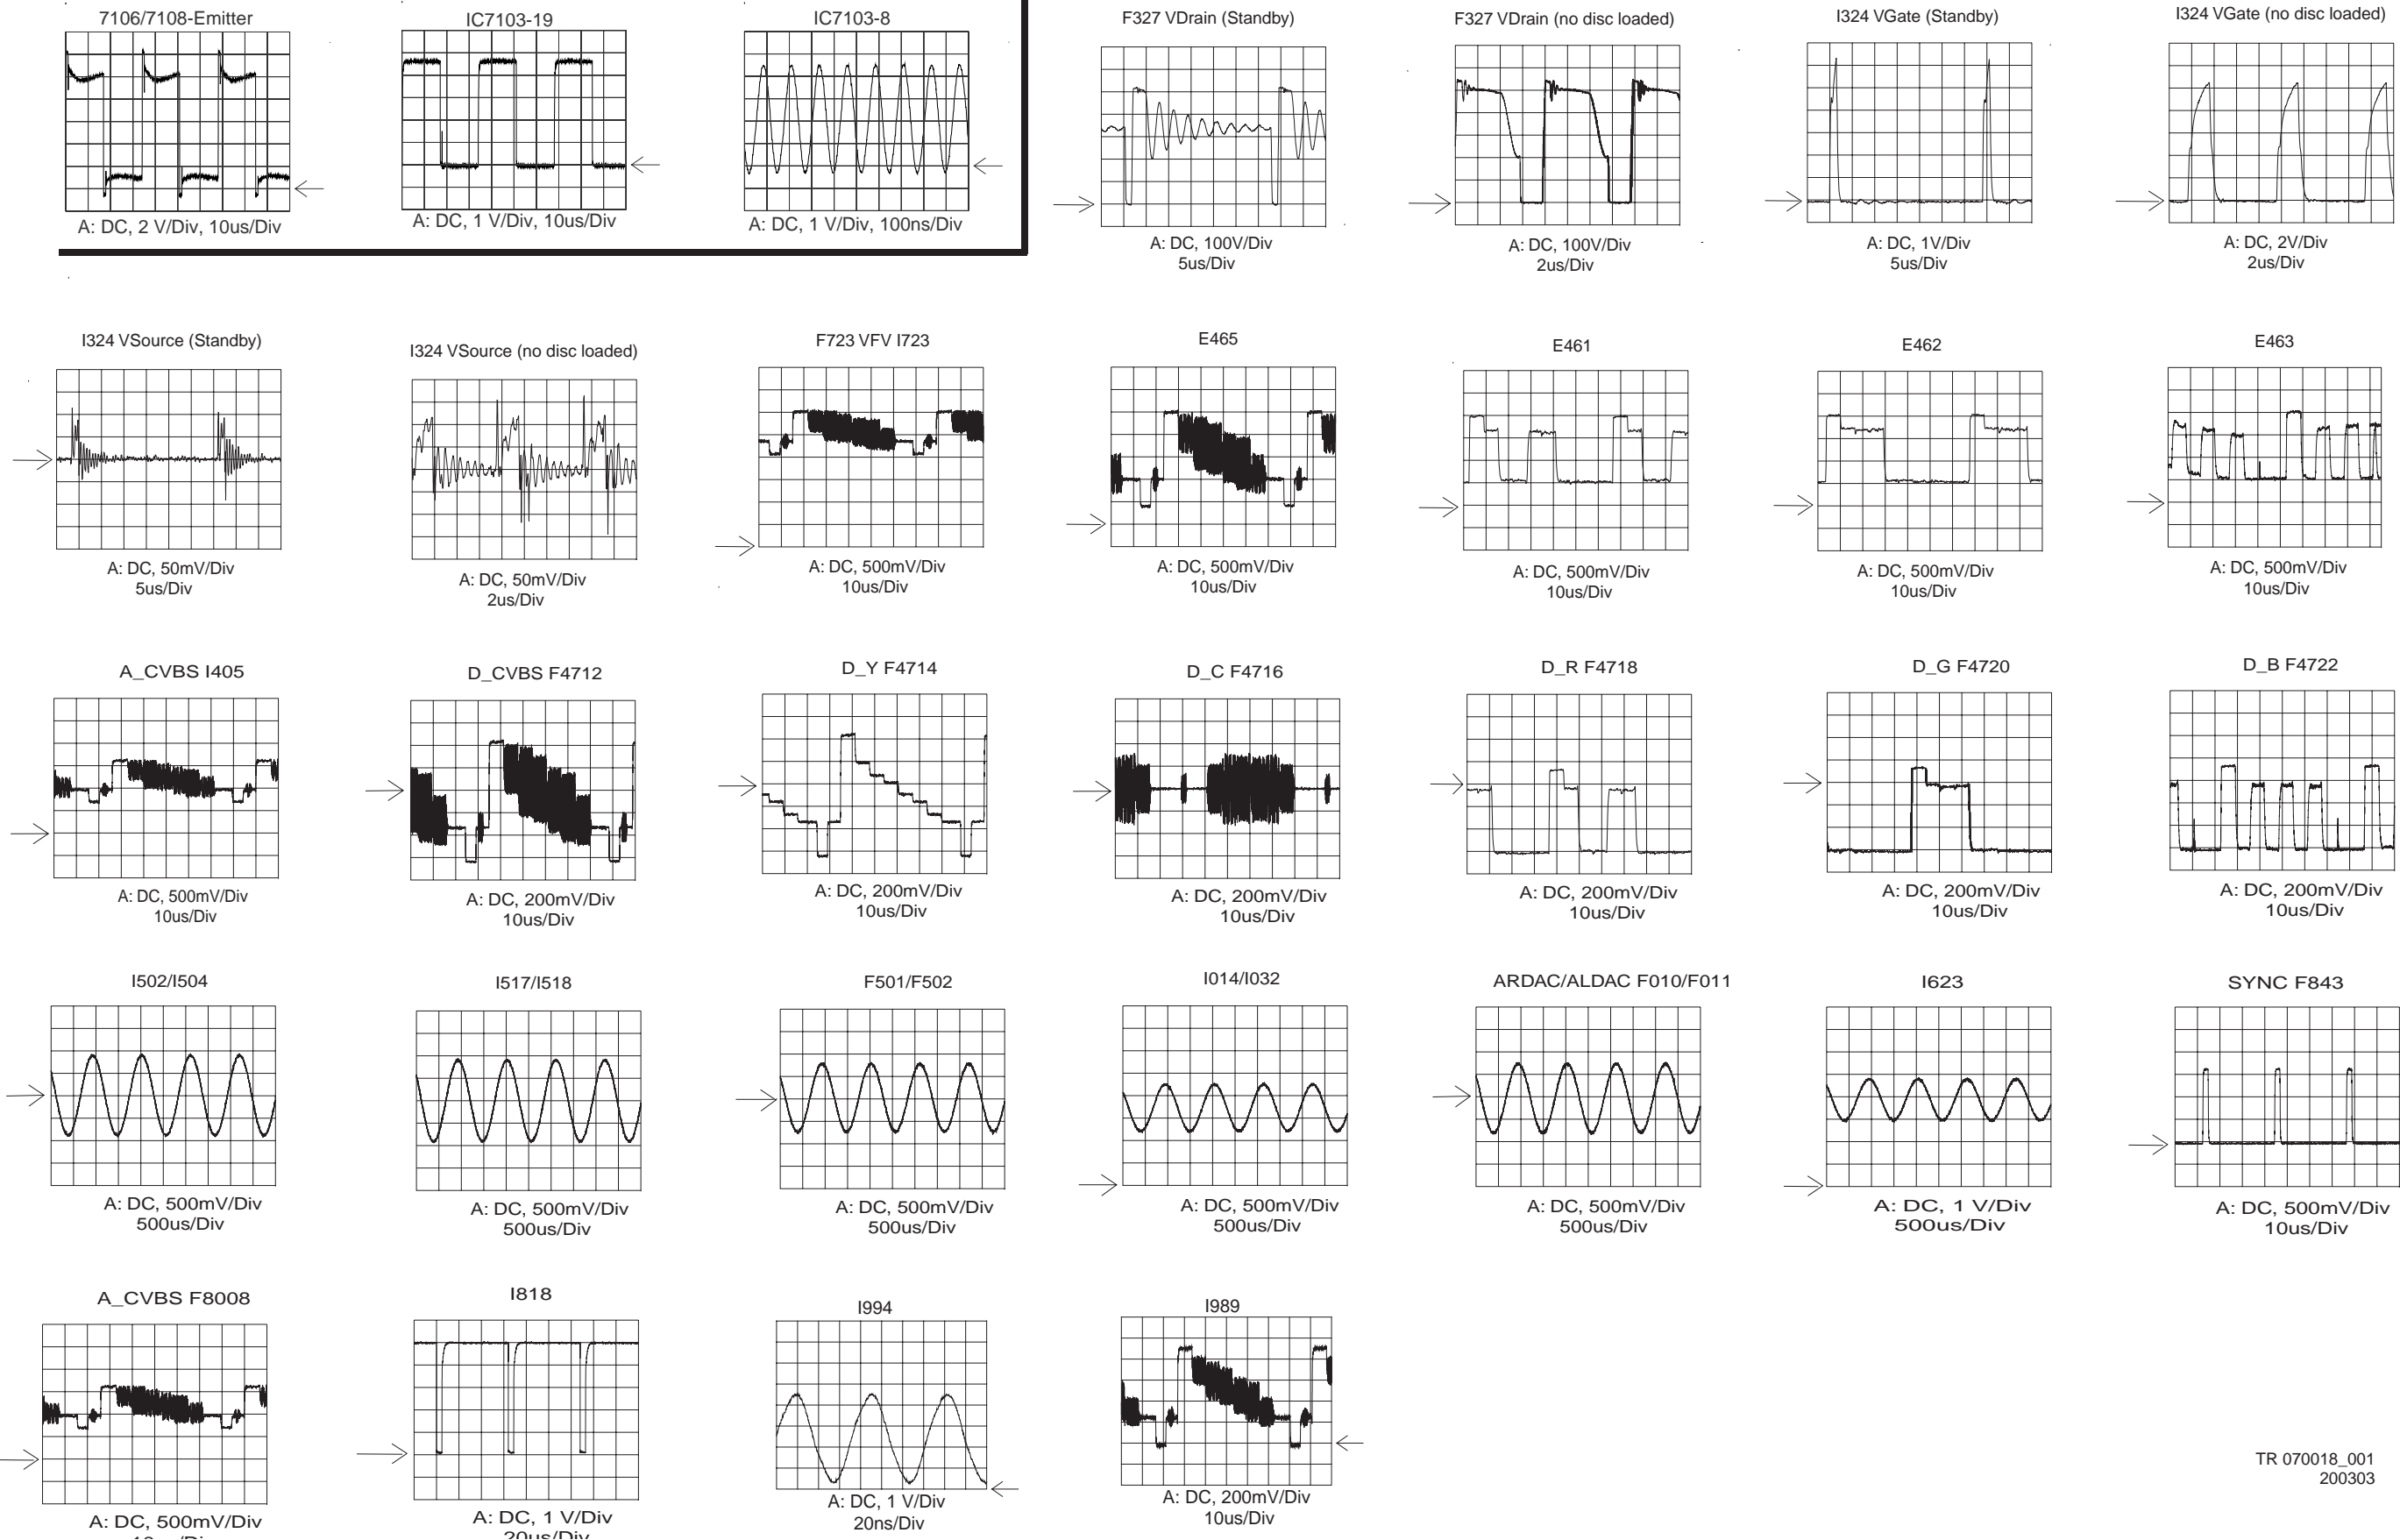 7106/7108-Emitter
A: DC, 2 V/Div, 10us/Div
IC7103-19
A: DC, 1 V/Div, 10us/Div
IC7103-8
A: DC, 1 V/Div, 100ns/Div
F327 VDrain (Standby)
A: DC, 100V/Div
5us/Div
F327 VDrain (no disc loaded)
A: DC, 100V/Div
2us/Div
I324 VGate (Standby)
A: DC, 1V/Div
5us/Div
I324 VGate (no disc loaded)
A: DC, 2V/Div
2us/Div
I324 VSource (Standby)
A: DC, 50mV/Div
5us/Div
I324 VSource (no disc loaded)
A: DC, 50mV/Div
2us/Div
F723 VFV I723
A: DC, 500mV/Div
10us/Div
E465
A: DC, 500mV/Div
10us/Div
E461
A: DC, 500mV/Div
10us/Div
E462
A: DC, 500mV/Div
10us/Div
E463
A: DC, 500mV/Div
10us/Div
A_CVBS I405
A: DC, 500mV/Div
10us/Div
D_CVBS F4712
A: DC, 200mV/Div
10us/Div
D_Y F4714
A: DC, 200mV/Div
10us/Div
D_C F4716
A: DC, 200mV/Div
10us/Div
D_R F4718
A: DC, 200mV/Div
10us/Div
D_G F4720
A: DC, 200mV/Div
10us/Div
D_B F4722
A: DC, 200mV/Div
10us/Div
I502/I504
A: DC, 500mV/Div
500us/Div
I517/I518
A: DC, 500mV/Div
500us/Div
F501/F502
A: DC, 500mV/Div
500us/Div
I014/I032
A: DC, 500mV/Div
500us/Div
ARDAC/ALDAC F010/F011
A: DC, 500mV/Div
500us/Div
I623
A: DC, 1 V/Div
500us/Div
SYNC F843
A: DC, 500mV/Div
10us/Div
A_CVBS F8008
A: DC, 500mV/Div
I818
A: DC, 1 V/Div
20us/Div
I994
A: DC, 1 V/Div
20ns/Div
I989
A: DC, 200mV/Div
10us/Div
TR 070018_001
200303